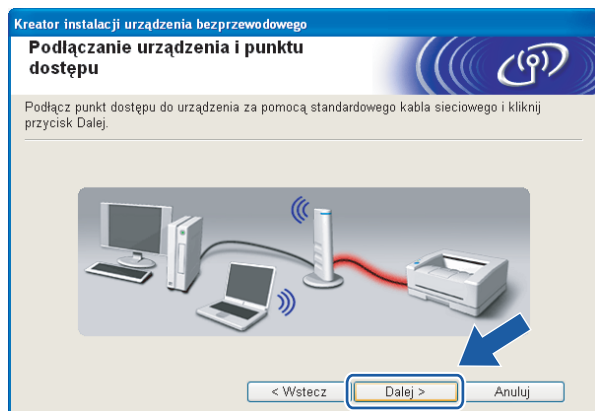 Kreator instalacji urządzenia bezprzewodowego
Podłączanie urządzenia i punktu
dostępu
Podłącz punkt dostępu do urządzenia za pomocą standardowego kabla sieciowego i kliknij
przycisk Dalej.
< Wstecz
Dalej >
Anuluj